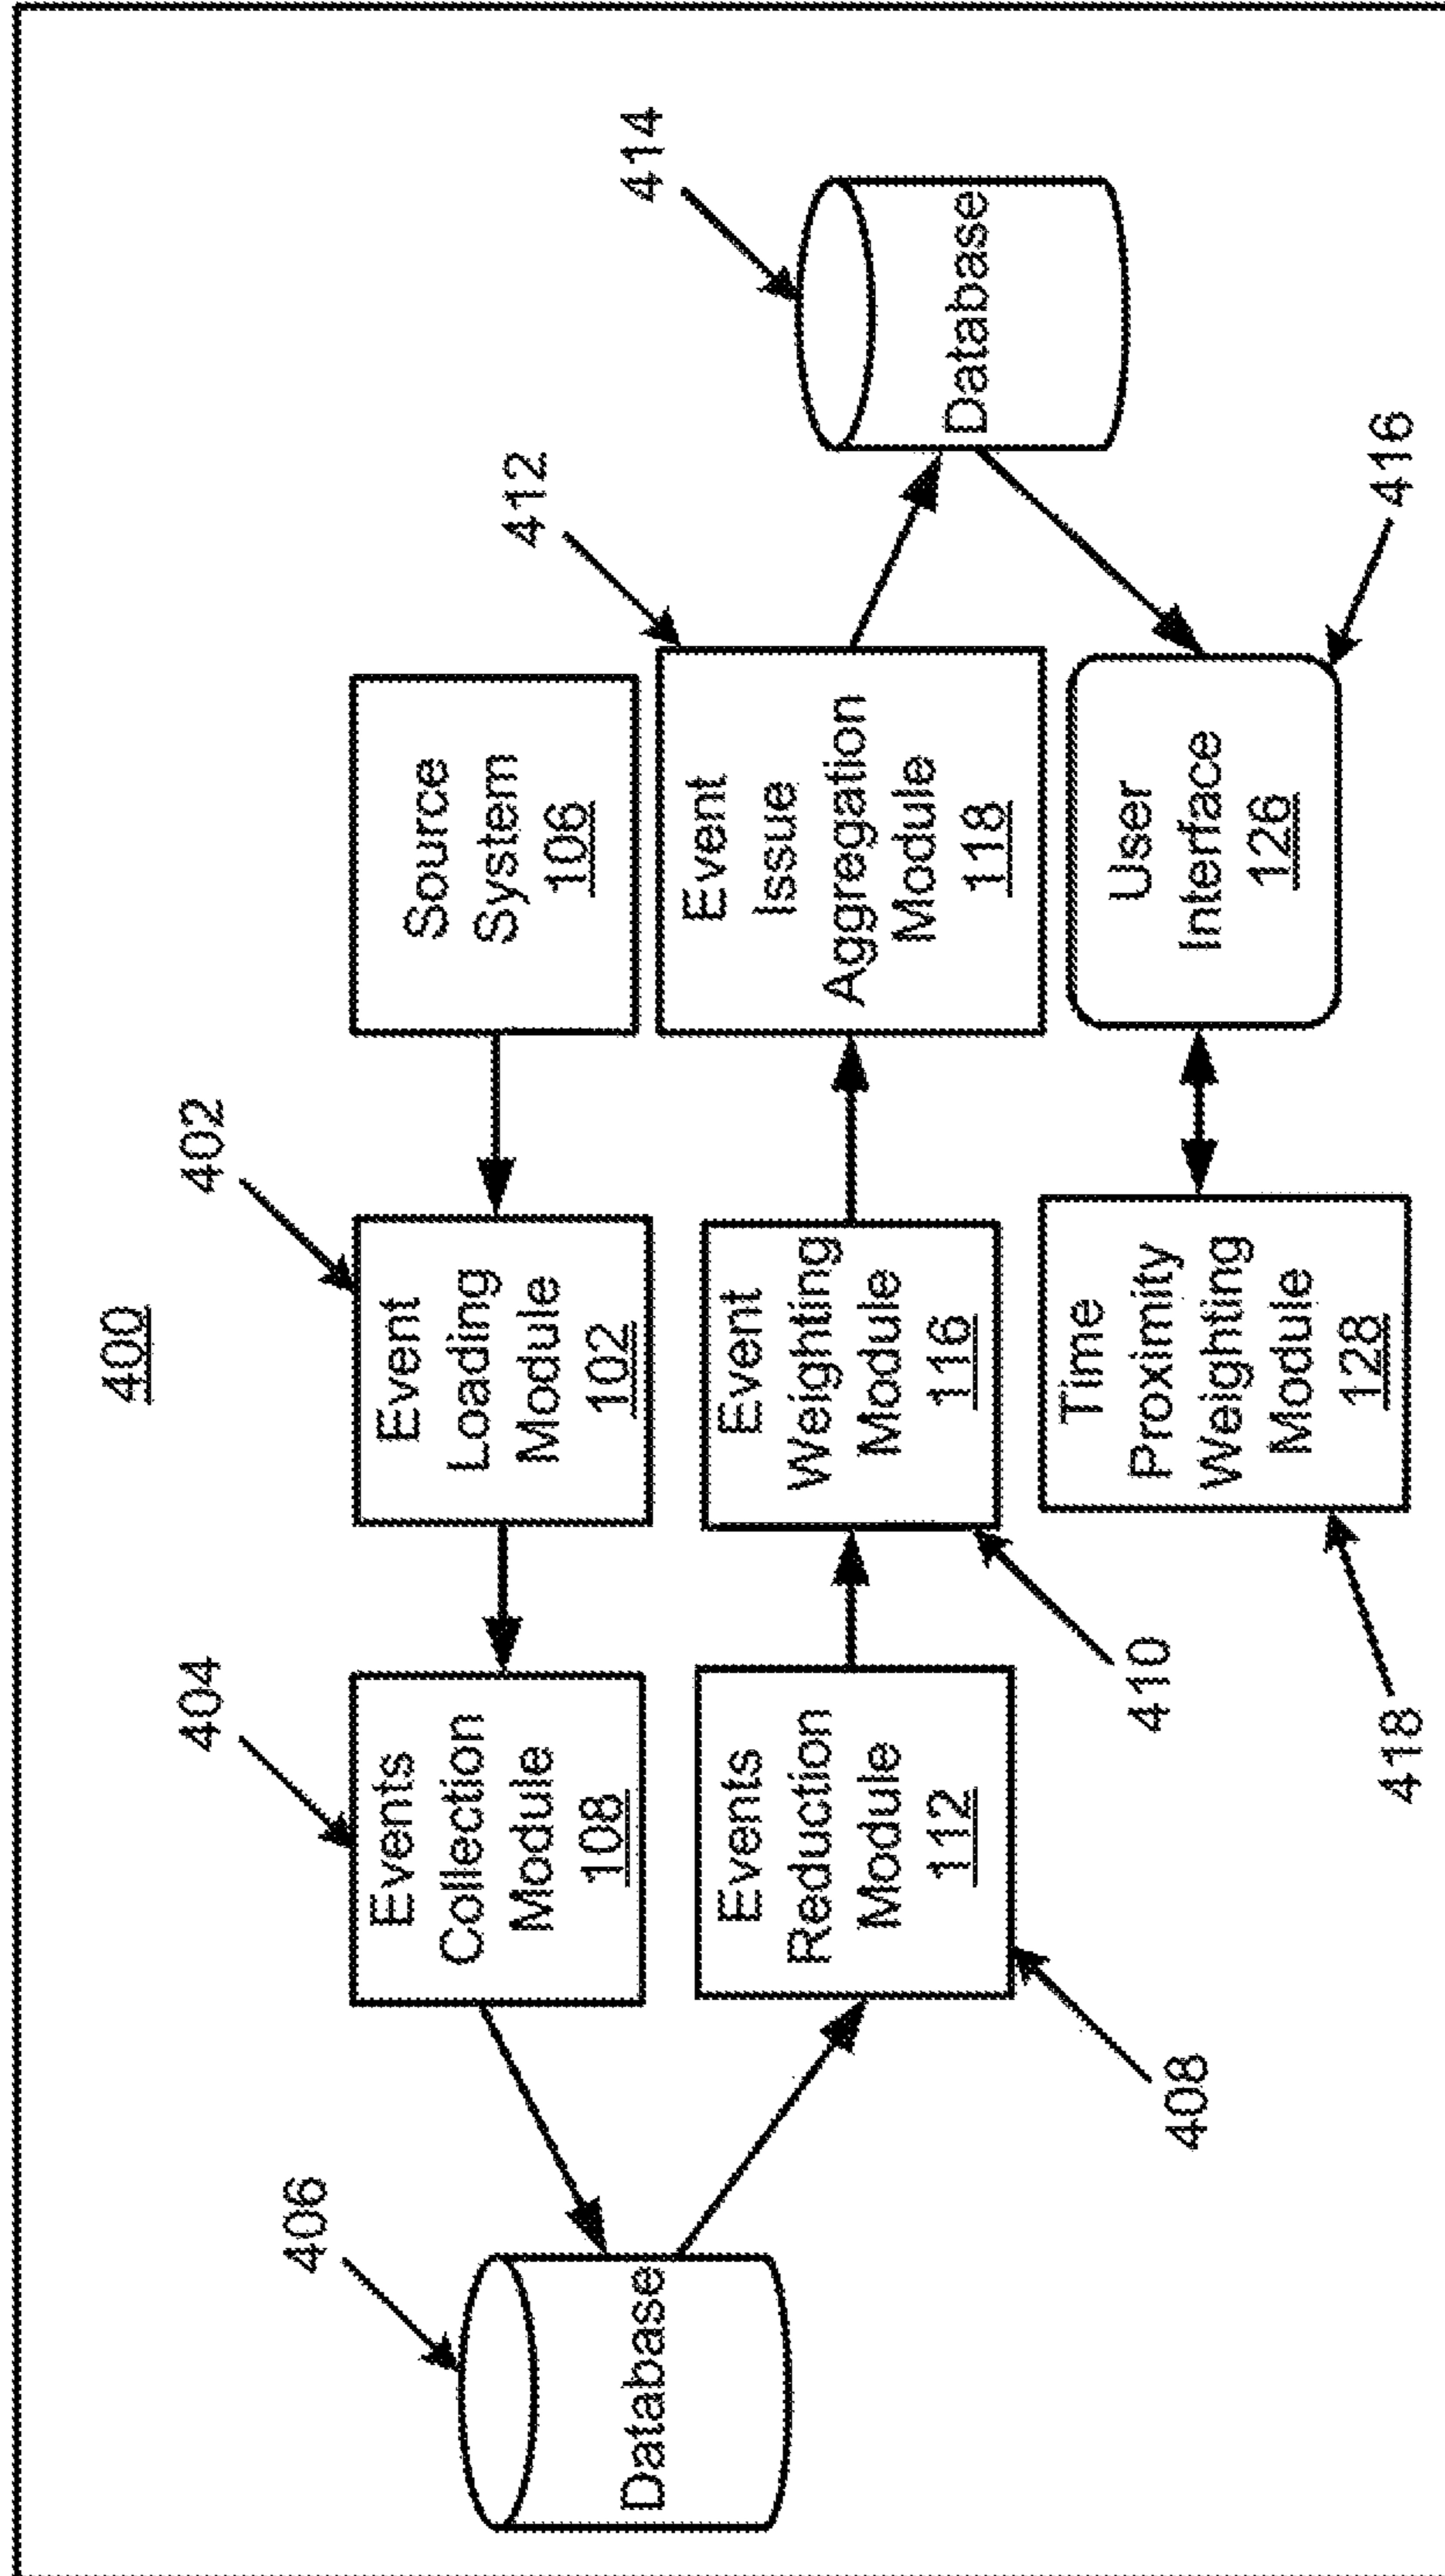 400
406
404
402
Database
Events
Collection
Module
108
Event
Loading
Module
102
Source
System
106
412
414
Events
Reduction
Module
112
Event
Weighting
Module
116
Event
Issue
Aggregation
Module
118
Database
408
410
Time
Proximity
Weighting
Module
128
User
Interface
126
418
416